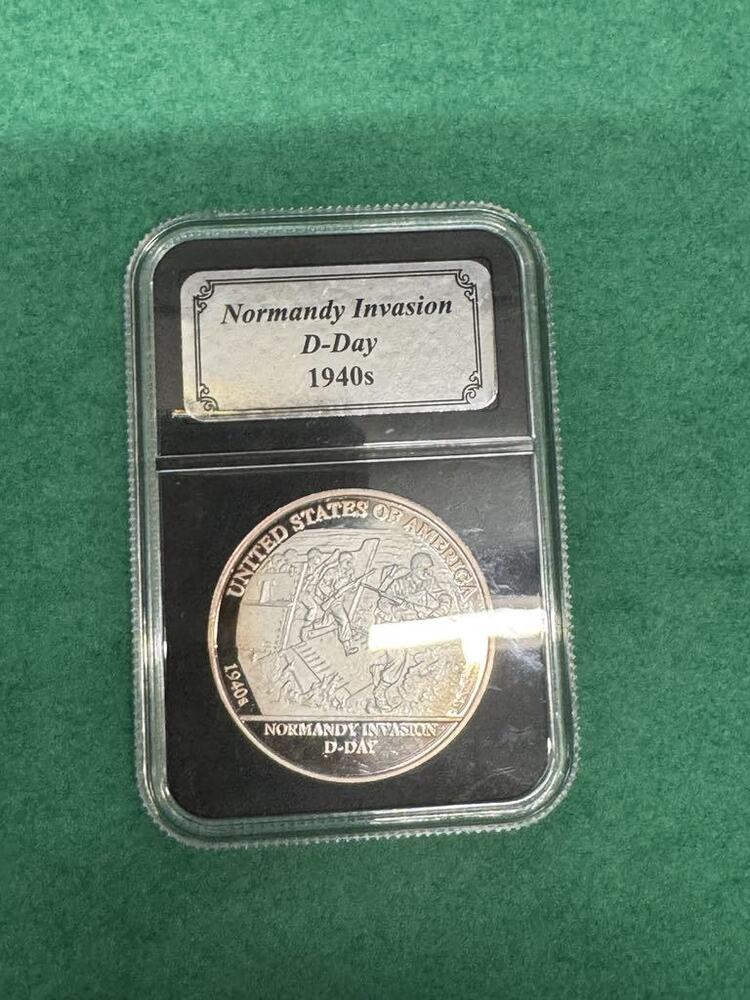 Normandy Invasion
D-Day
1940s
UNITED STATES OF AMERICA
1940s
NORMANDY INVASION
D-DAY